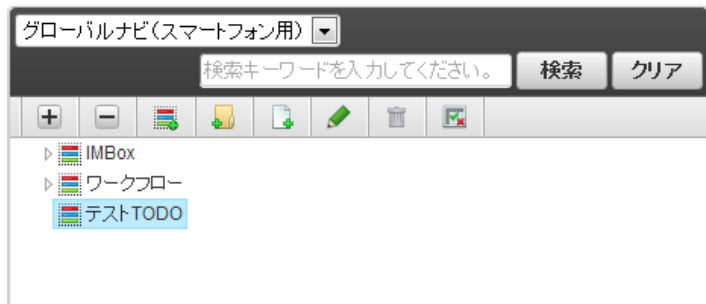 グローバルナビ(スマートフォン用)
検索キーワードを入力してください。 検索 クリア
IMBox
ワークフロー
テストTODO